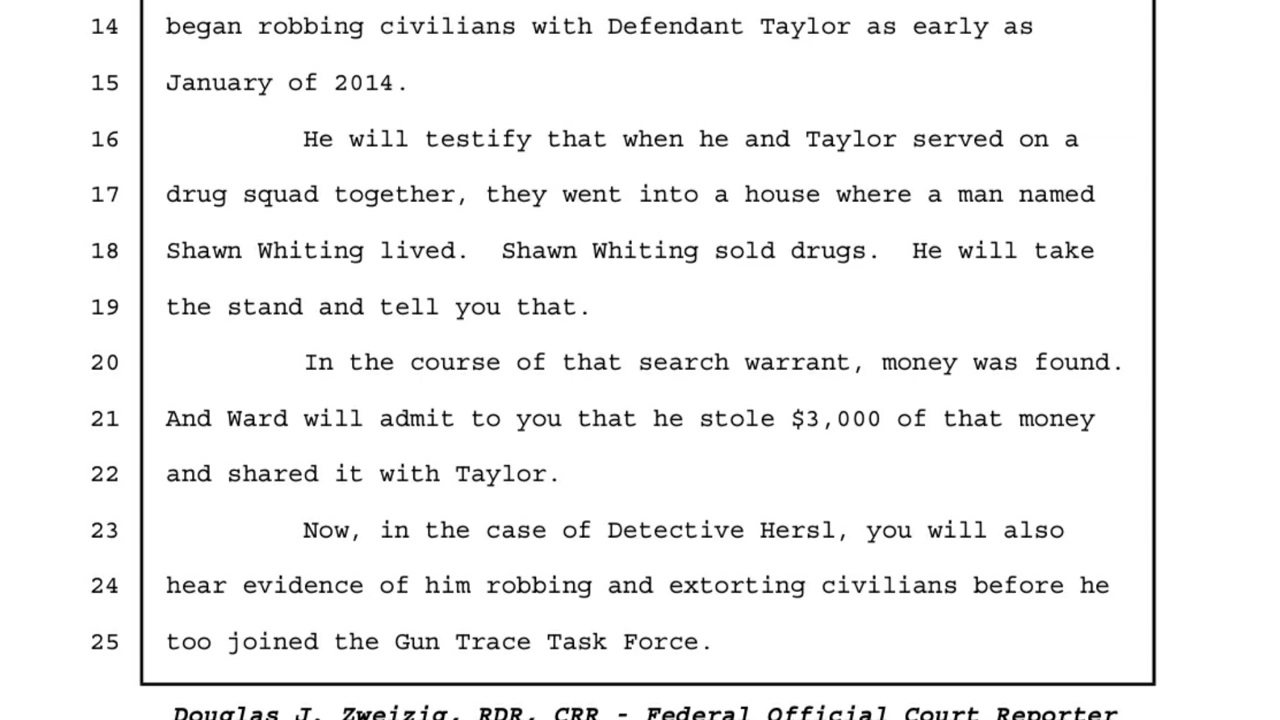 14 began robbing civilians with Defendant Taylor as early as
15 January of 2014.
16 He will testify that when he and Taylor served on a
17 drug squad together, they went into a house where a man named
18 Shawn Whiting lived.  Shawn Whiting sold drugs.  He will take
19 the stand and tell you that.
20 In the course of that search warrant, money was found.
21 And Ward will admit to you that he stole $3,000 of that money
22 and shared it with Taylor.
23 Now, in the case of Detective Hersl, you will also
24 hear evidence of him robbing and extorting civilians before he
25 too joined the Gun Trace Task Force.
Douglas J. Zweizig, RDR, CRR - Federal Official Court Reporter